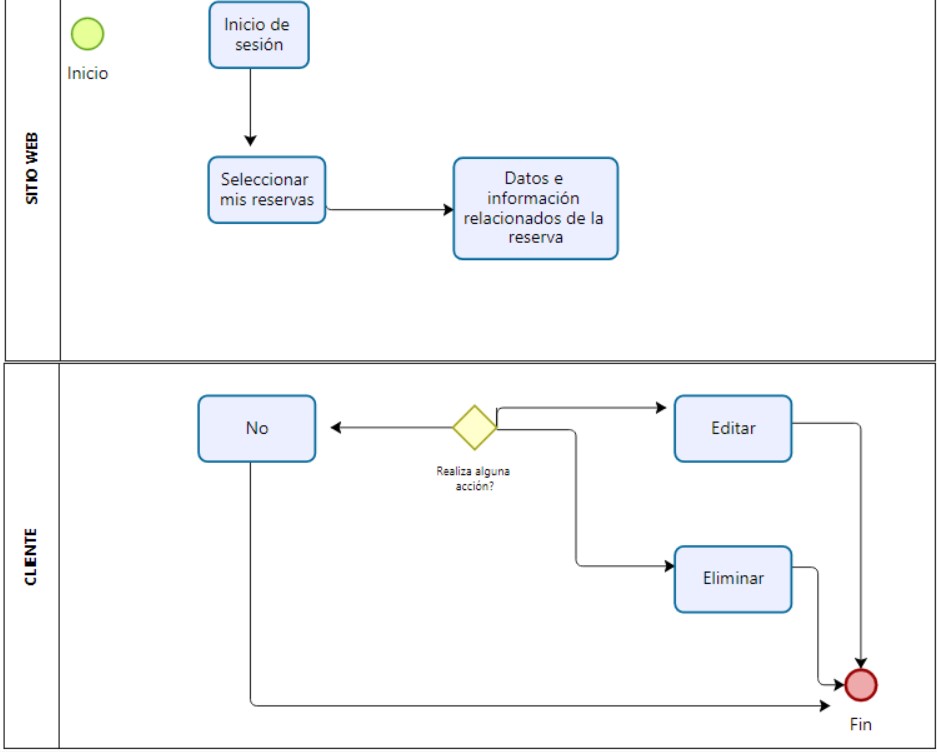 SITIO WEB
Inicio
Inicio de
sesión
Seleccionar
mis reservas
Datos e
información
relacionados de la
reserva
CLIENTE
No
Realiza alguna
acción?
Editar
Eliminar
Fin